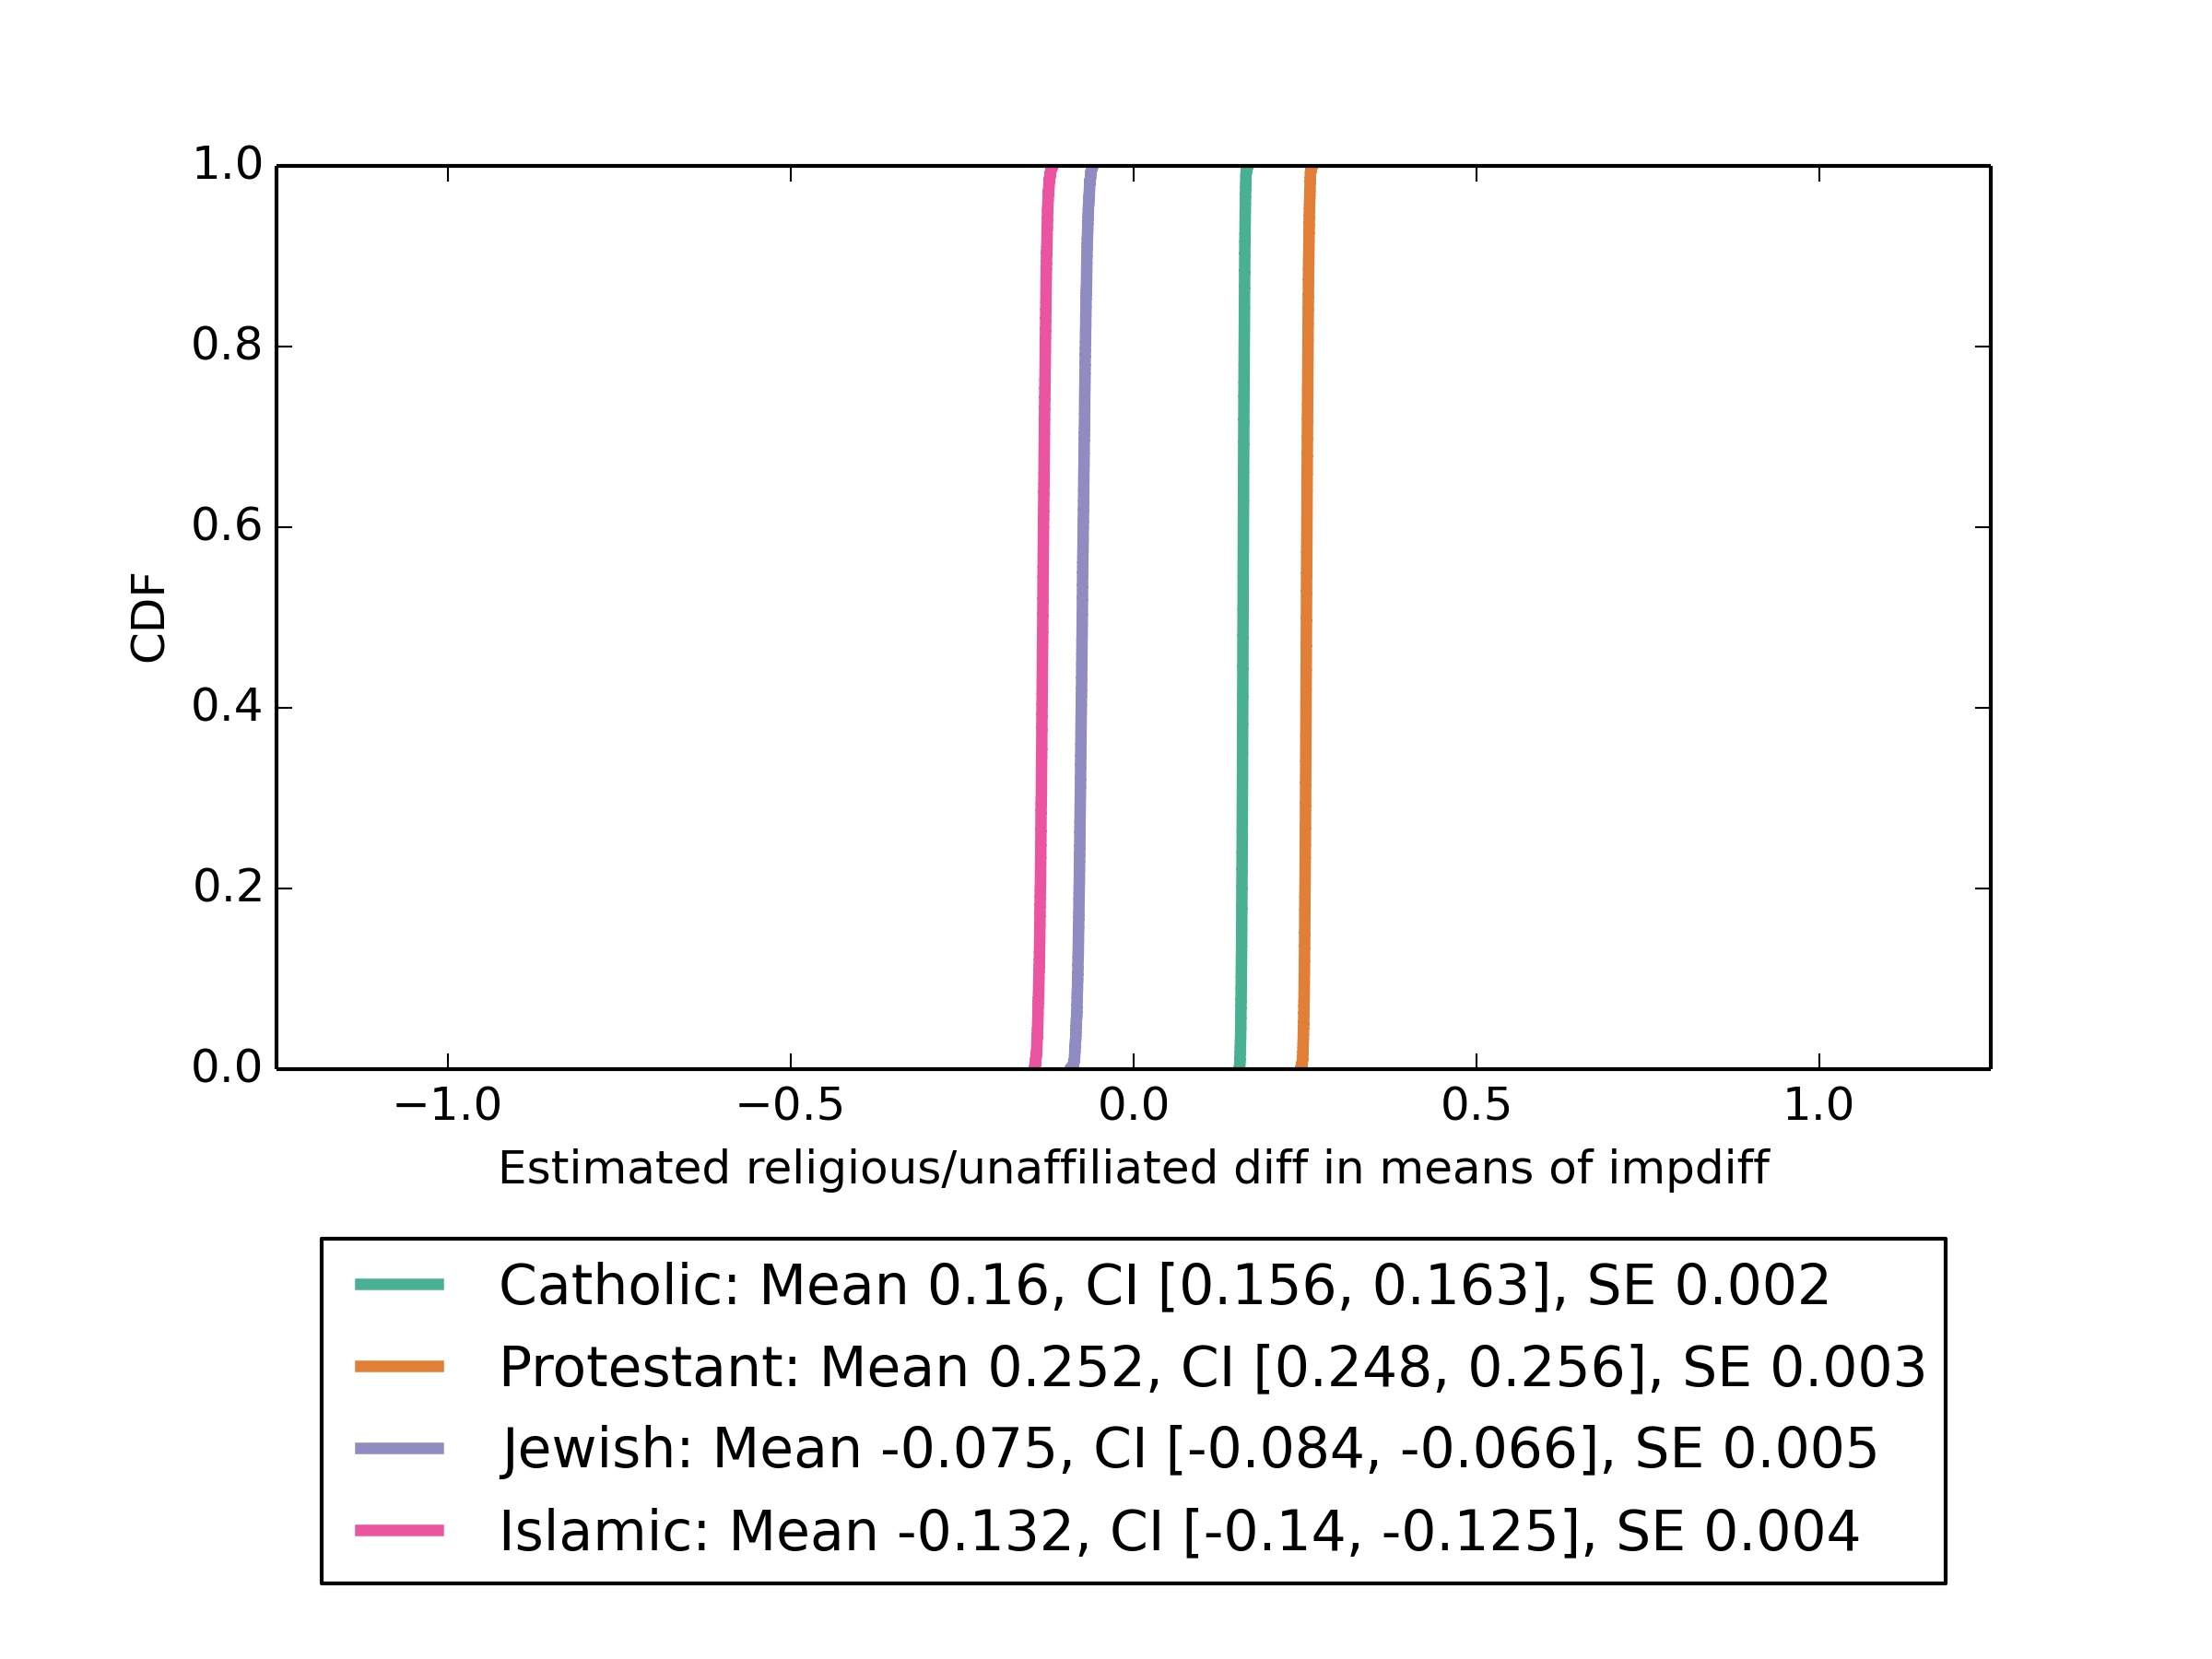 1.0
0.8
0.6
0.4
0.2
0.0
CDF
−1.0 −0.5 0.0 0.5 1.0
Estimated religious/unaffiliated diff in means of impdiff
Catholic: Mean 0.16, CI [0.156, 0.163], SE 0.002
Protestant: Mean 0.252, CI [0.248, 0.256], SE 0.003
Jewish: Mean -0.075, CI [-0.084, -0.066], SE 0.005
Islamic: Mean -0.132, CI [-0.14, -0.125], SE 0.004